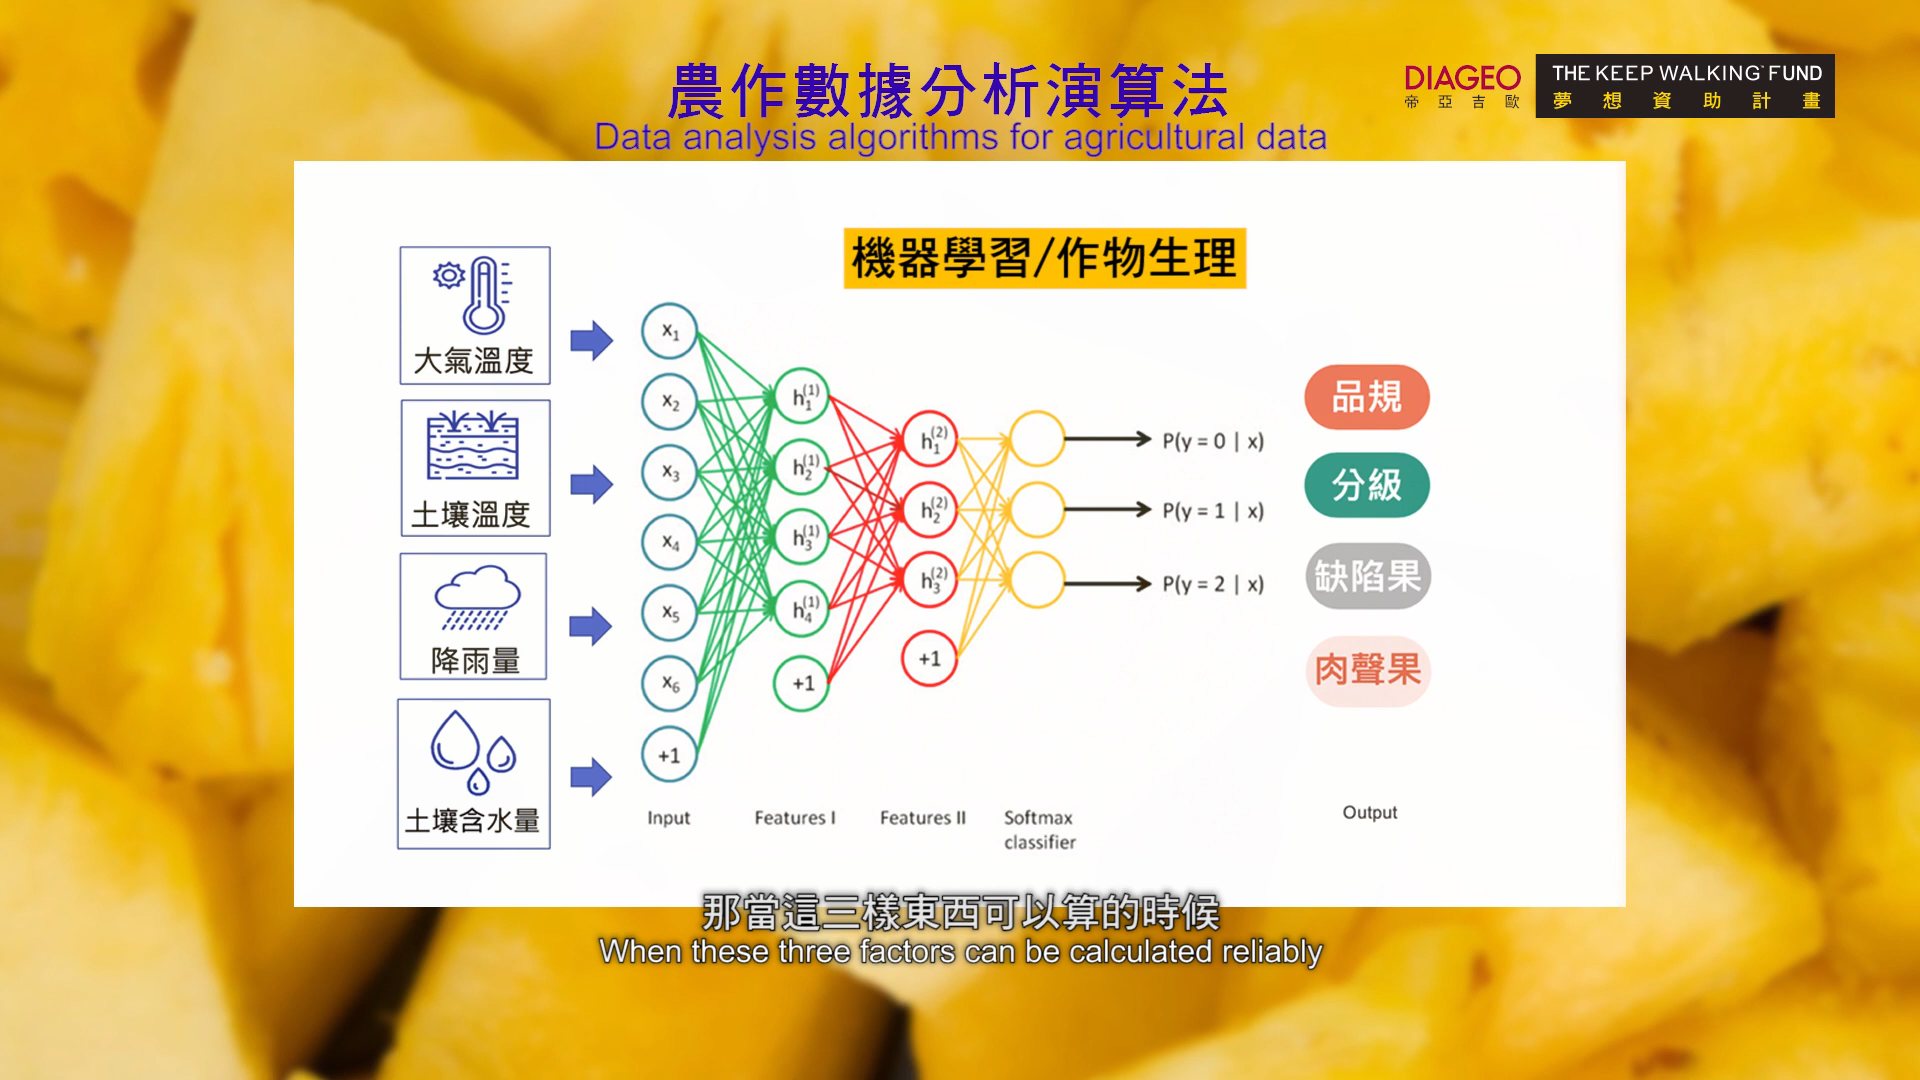 農作數據分析演算法
Data analysis algorithms for agricultural data
DIAGEO
帝亞吉歐
THE KEEP WALKING FUND
夢想資助計畫
機器學習/作物生理
大氣溫度
土壤溫度
降雨量
土壤含水量
x1
x2
x3
x4
x5
x6
+1
h1(1)
h2(1)
h3(1)
h4(1)
+1
h1(2)
h2(2)
h3(2)
+1
P(y = 0 | x)
P(y = 1 | x)
P(y = 2 | x)
品規
分級
缺陷果
肉聲果
Input
Features I
Features II
Softmax
classifier
Output
那當這三樣東西可以算的時候
When these three factors can be calculated reliably